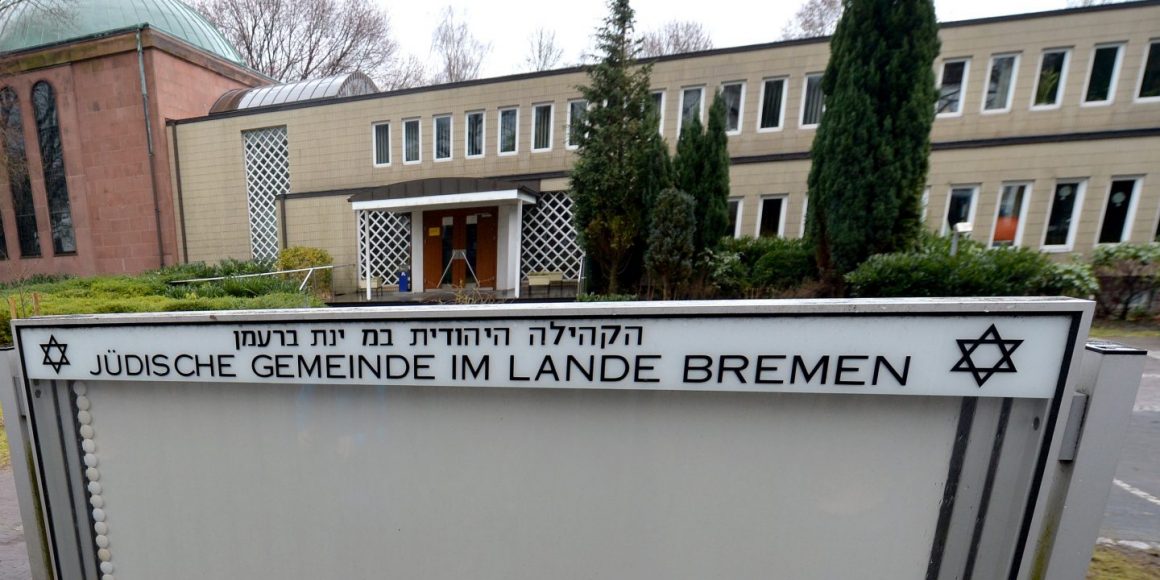 הקהילה היהודית במ ינת ברעמן
JÜDISCHE GEMEINDE IM LANDE BREMEN